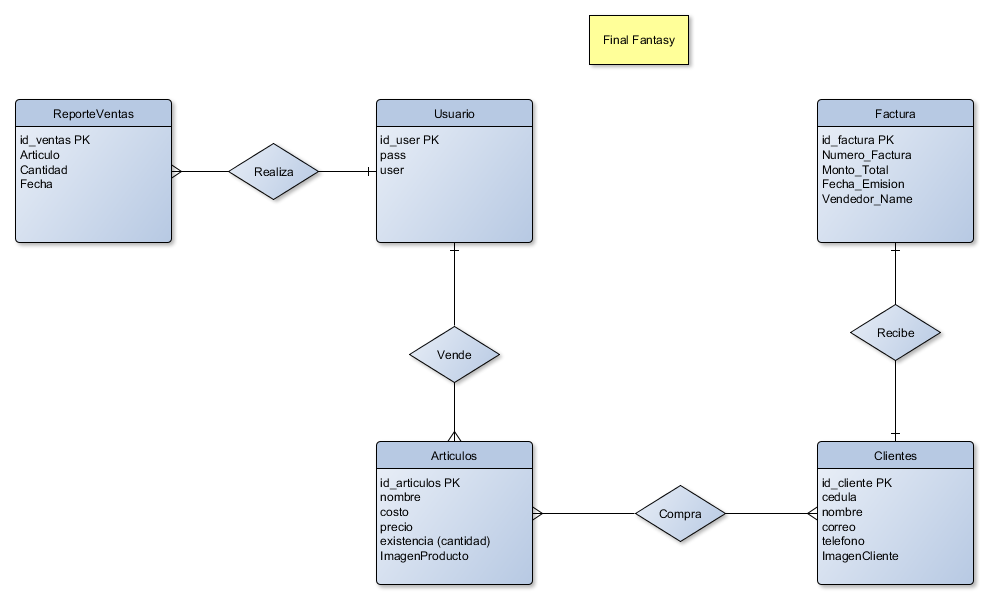 Final Fantasy
ReporteVentas
id_ventas PK
Articulo
Cantidad
Fecha
Realiza
Usuario
id_user PK
pass
user
Factura
id_factura PK
Numero_Factura
Monto_Total
Fecha_Emision
Vendedor_Name
Vende
Recibe
Articulos
id_articulos PK
nombre
costo
precio
existencia (cantidad)
ImagenProducto
Compra
Clientes
id_cliente PK
cedula
nombre
correo
telefono
ImagenCliente